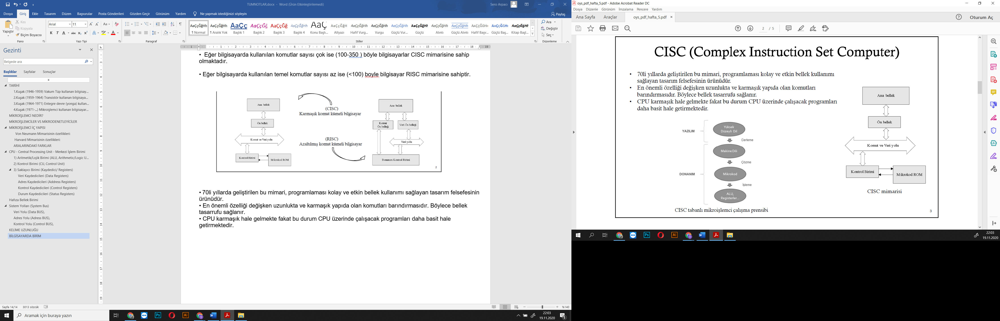 TUMNOTLAR.docx - Word (Ürün Etkinleştirilemedi)
Sero Arpacı
Dosya Giriş Ekle Tasarım Düzen Başvurular Posta Gönderileri Gözden Geçir Görünüm Yardım Ne yapmak istediğinizi söyleyin
Paylaş
Yapıştır
Kes
Kopyala
Biçim Boyacısı
Arial 11
Pano Yazı Tipi Paragraf Stiller Düzenleme
¶ Normal ¶ Aralık Yok Başlık 1 Başlık 2 Başlık 3 Başlık 4 Konu Başlı... Altyazı Hafif Vurg... Vurgu Güçlü Vur... Güçlü Alıntı Güçlü Alıntı Hafif Başv... Güçlü Baş... Kitap Başl...
Ara
Değiştir
Seç
Gezinti
Belgede ara
Başlıklar Sayfalar Sonuçlar
TARİHİ
1.Kuşak (1946-1959) Vakum Tüp kullanan bilgisay...
2.Kuşak (1959-1964) Transistör kullanan bilgisaya...
3.Kuşak (1964-1971) Entegre devre (yonga) kullan...
4.Kuşak (1971-...) Mikroişlemci kullanan bilgisayar...
MİKROİŞLEMCİ NEDİR?
MİKROİŞLEMCİLER VS MİKRODENETLEYİCİLER
MİKROİŞLEMCİ İÇ YAPISI
Von Neumann Mimarisinin özellikleri:
Harvard Mimarisinin özellikleri:
ARALARINDAKİ FARKLAR
CPU - Central Processing Unit - Merkezi İşlem Birimi
1) Aritmetik/Lojik Birimi (ALU, Arithmetic/Logic U...
2) Kontrol Birimi (CU, Control Unit)
3) Saklayıcı Birimi (Kaydedici/ Registers)
Veri Kaydedicileri (Data Registers)
Adres Kaydedicileri (Address Registers)
Kontrol Kaydedicileri (Control Registers)
Durum Kaydedicileri (Status Registers)
Hafıza Bellek Birimi
Sistem Yolları (System Bus)
Veri Yolu (Data BUS),
Adres Yolu (Adress BUS),
Kontrol Yolu (Control BUS),
KELİME UZUNLUĞU
BİLGİSAYARDA BİRİM
• Eğer bilgisayarda kullanılan komutlar sayısı çok ise (100-350 ) böyle bilgisayarlar CISC mimarisine sahip
olmaktadır.
• Eğer bilgisayarda kullanılan temel komutlar sayısı az ise (<100) boyle bilgisayar RISC mimarisine sahiptir.
Ana bellek
Ön bellek
Komut ve Veri yolu
Kontrol Birimi
Mikrokod ROM
(CISC)
Karmaşık komut kümeli bilgisayar
(RISC)
Azaltılmış komut kümeli bilgisayar
Ana bellek
Komut
Ön belleği
Veri Ön belleği
Veri yolu
Donanım Kontrol Birimi
2
• 70li yıllarda geliştirilen bu mimari, programlaması kolay ve etkin bellek kullanımı sağlayan tasarım felsefesinin
ürünüdür.
• En önemli özelliği değişken uzunlukta ve karmaşık yapıda olan komutları barındırmasıdır. Böylece bellek
tasarrufu sağlanır.
• CPU karmaşık hale gelmekte fakat bu durum CPU üzerinde çalışacak programları daha basit hale
getirmektedir.
Sayfa 14/14 3013 sözcük
%140
Aramak için buraya yazın
22:03
19.11.2020
5
oys_pdf_hafta_5.pdf - Adobe Acrobat Reader DC
Dosya Düzenle Görünüm İmzalama Pencere Yardım
Ana Sayfa Araçlar oys_pdf_hafta_5.pdf ×
Oturum Aç
2 / 5
CISC (Complex Instruction Set Computer)
• 70li yıllarda geliştirilen bu mimari, programlaması kolay ve etkin bellek kullanımı
sağlayan tasarım felsefesinin ürünüdür.
• En önemli özelliği değişken uzunlukta ve karmaşık yapıda olan komutları
barındırmasıdır. Böylece bellek tasarrufu sağlanır.
• CPU karmaşık hale gelmekte fakat bu durum CPU üzerinde çalışacak programları
daha basit hale getirmektedir.
YAZILIM
DONANIM
Yüksek
Düzeyli Dil
Derleme
Makine Dili
Çözme
Mikrokod
İşleme
ALU,
Registerler...
CISC tabanlı mikroişlemci çalışma prensibi
Ana bellek
Ön bellek
Komut ve Veri yolu
Kontrol Birimi
Mikrokod ROM
CISC mimarisi
3
22:03
19.11.2020